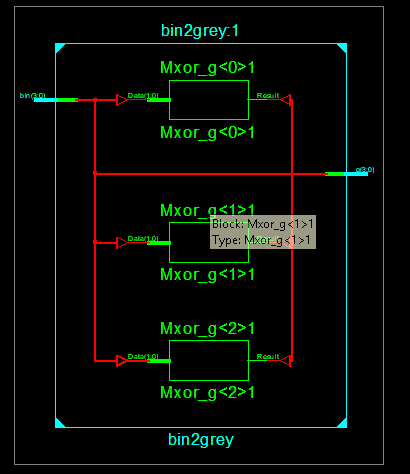 bin2grey:1
Mxor_g<0>1
bin(3:0)
Data(1:0)
Result
Mxor_g<0>1
g(3:0)
Mxor_g<1>1
Block: Mxor_g<1>1
Data(1:0)
Type: Mxor_g<1>1
Mxor_g<1>1
Mxor_g<2>1
Data(1:0)
Result
Mxor_g<2>1
bin2grey